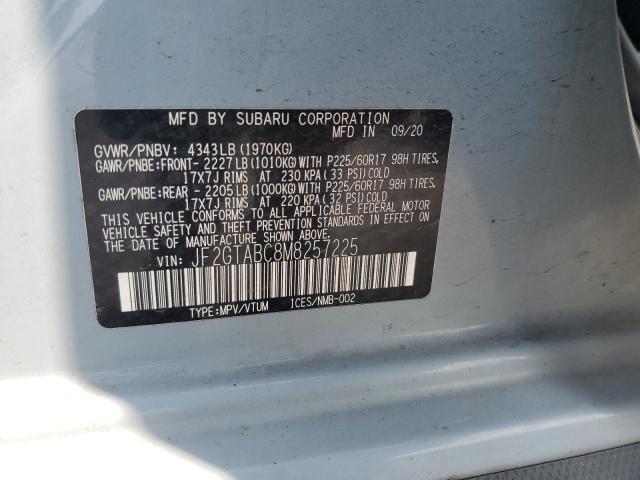 MFD BY SUBARU CORPORATION
MFD IN 09/20
GVWR/PNBV: 4343LB(1970KG)
GAWR/PNBE:FRONT- 2227LB(1010KG)WITH P225/60R17 98H TIRES,
17X7J RIMS AT 230 KPA(33 PSI)COLD
GAWR/PNBE:REAR - 2205LB(1000KG)WITH P225/60R17 98H TIRES,
17X7J RIMS AT 220 KPA(32 PSI)COLD
THIS VEHICLE CONFORMS TO ALL APPLICABLE FEDERAL MOTOR
VEHICLE SAFETY AND THEFT PREVENTION STANDARDS IN EFFECT
ON THE DATE OF MANUFACTURE SHOWN ABOVE.
VIN: JF2GTABC8M8257225
TYPE:MPV/VTUM ICES/NMB-002